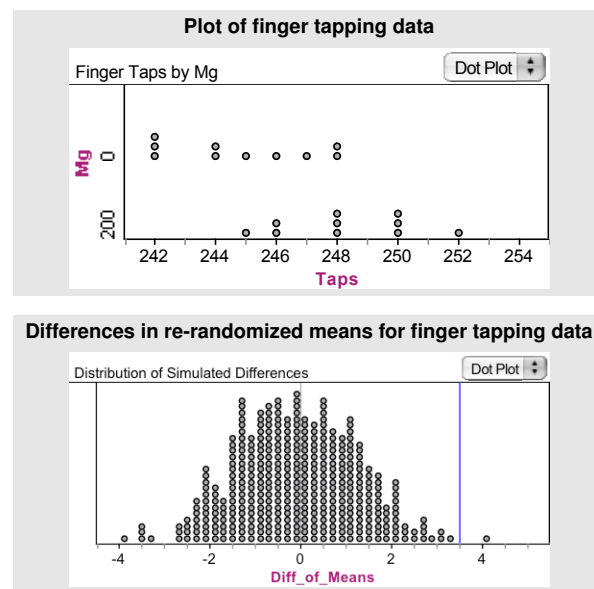 Plot of finger tapping data
Finger Taps by Mg
Dot Plot
Mg
0
200
242 244 246 248 250 252 254
Taps
Differences in re-randomized means for finger tapping data
Distribution of Simulated Differences
Dot Plot
-4 -2 0 2 4
Diff_of_Means